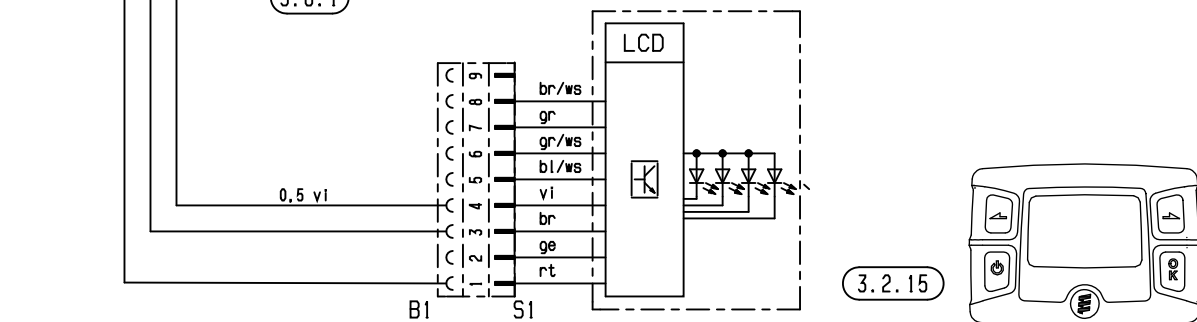 LCD
9
8 br/ws
7 gr
6 gr/ws
5 bl/ws
0,5 vi 4 vi
3 br
2 ge
1 rt
B1 S1
3.2.15
OK